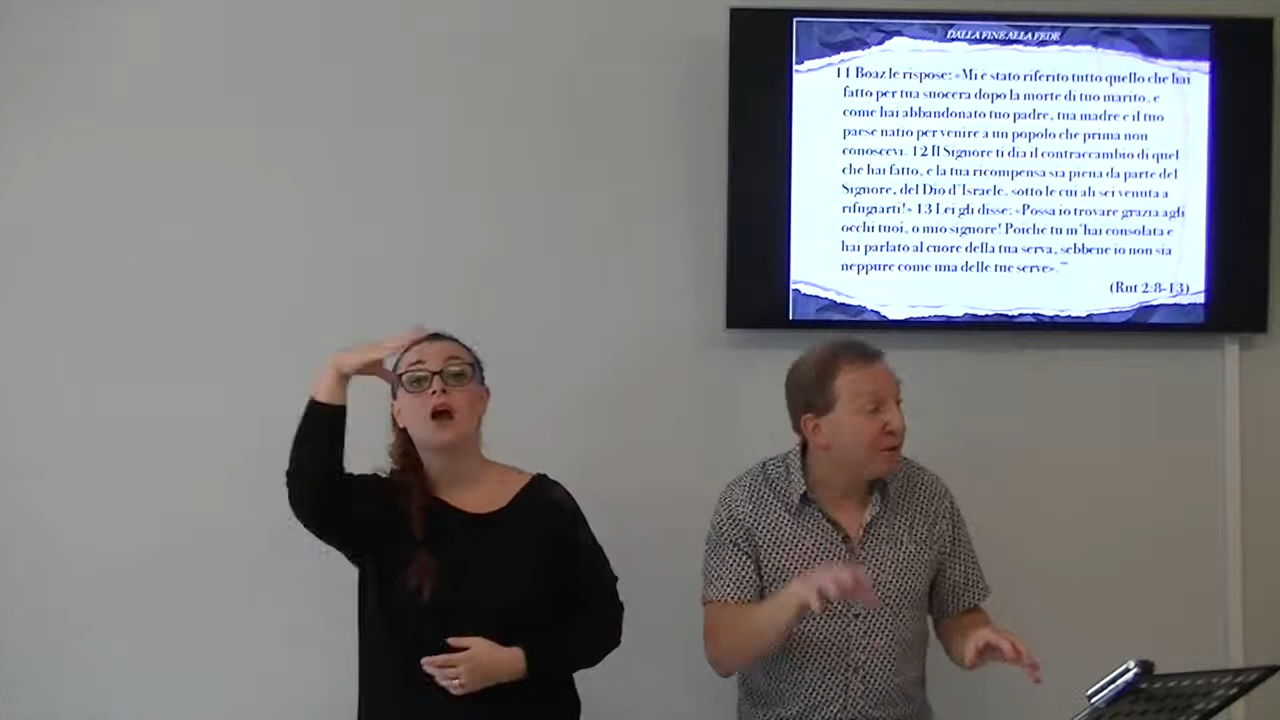 DALLA FINE ALLA FEDE
11 Boaz le rispose: «Mi è stato riferito tutto quello che hai
fatto per tua suocera dopo la morte di tuo marito, e
come hai abbandonato tuo padre, tua madre e il tuo
paese natio per venire a un popolo che prima non
conoscevi. 12 Il Signore ti dia il contraccambio di quel
che hai fatto, e la tua ricompensa sia piena da parte del
Signore, del Dio d'Israele, sotto le cui ali sei venuta a
rifugiarti!» 13 Lei gli disse: «Possa io trovare grazia agli
occhi tuoi, o mio signore! Poiché tu m'hai consolata e
hai parlato al cuore della tua serva, sebbene io non sia
neppure come una delle tue serve».”
(Rut 2:8-13)